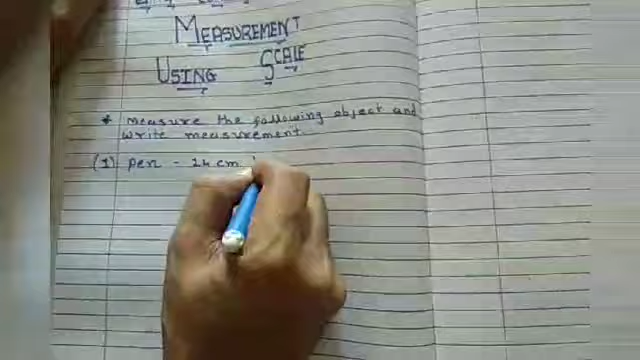 MEASUREMENT
USING SCALE
* Measure the following object and
write measurement
(1) Pen - 14 cm